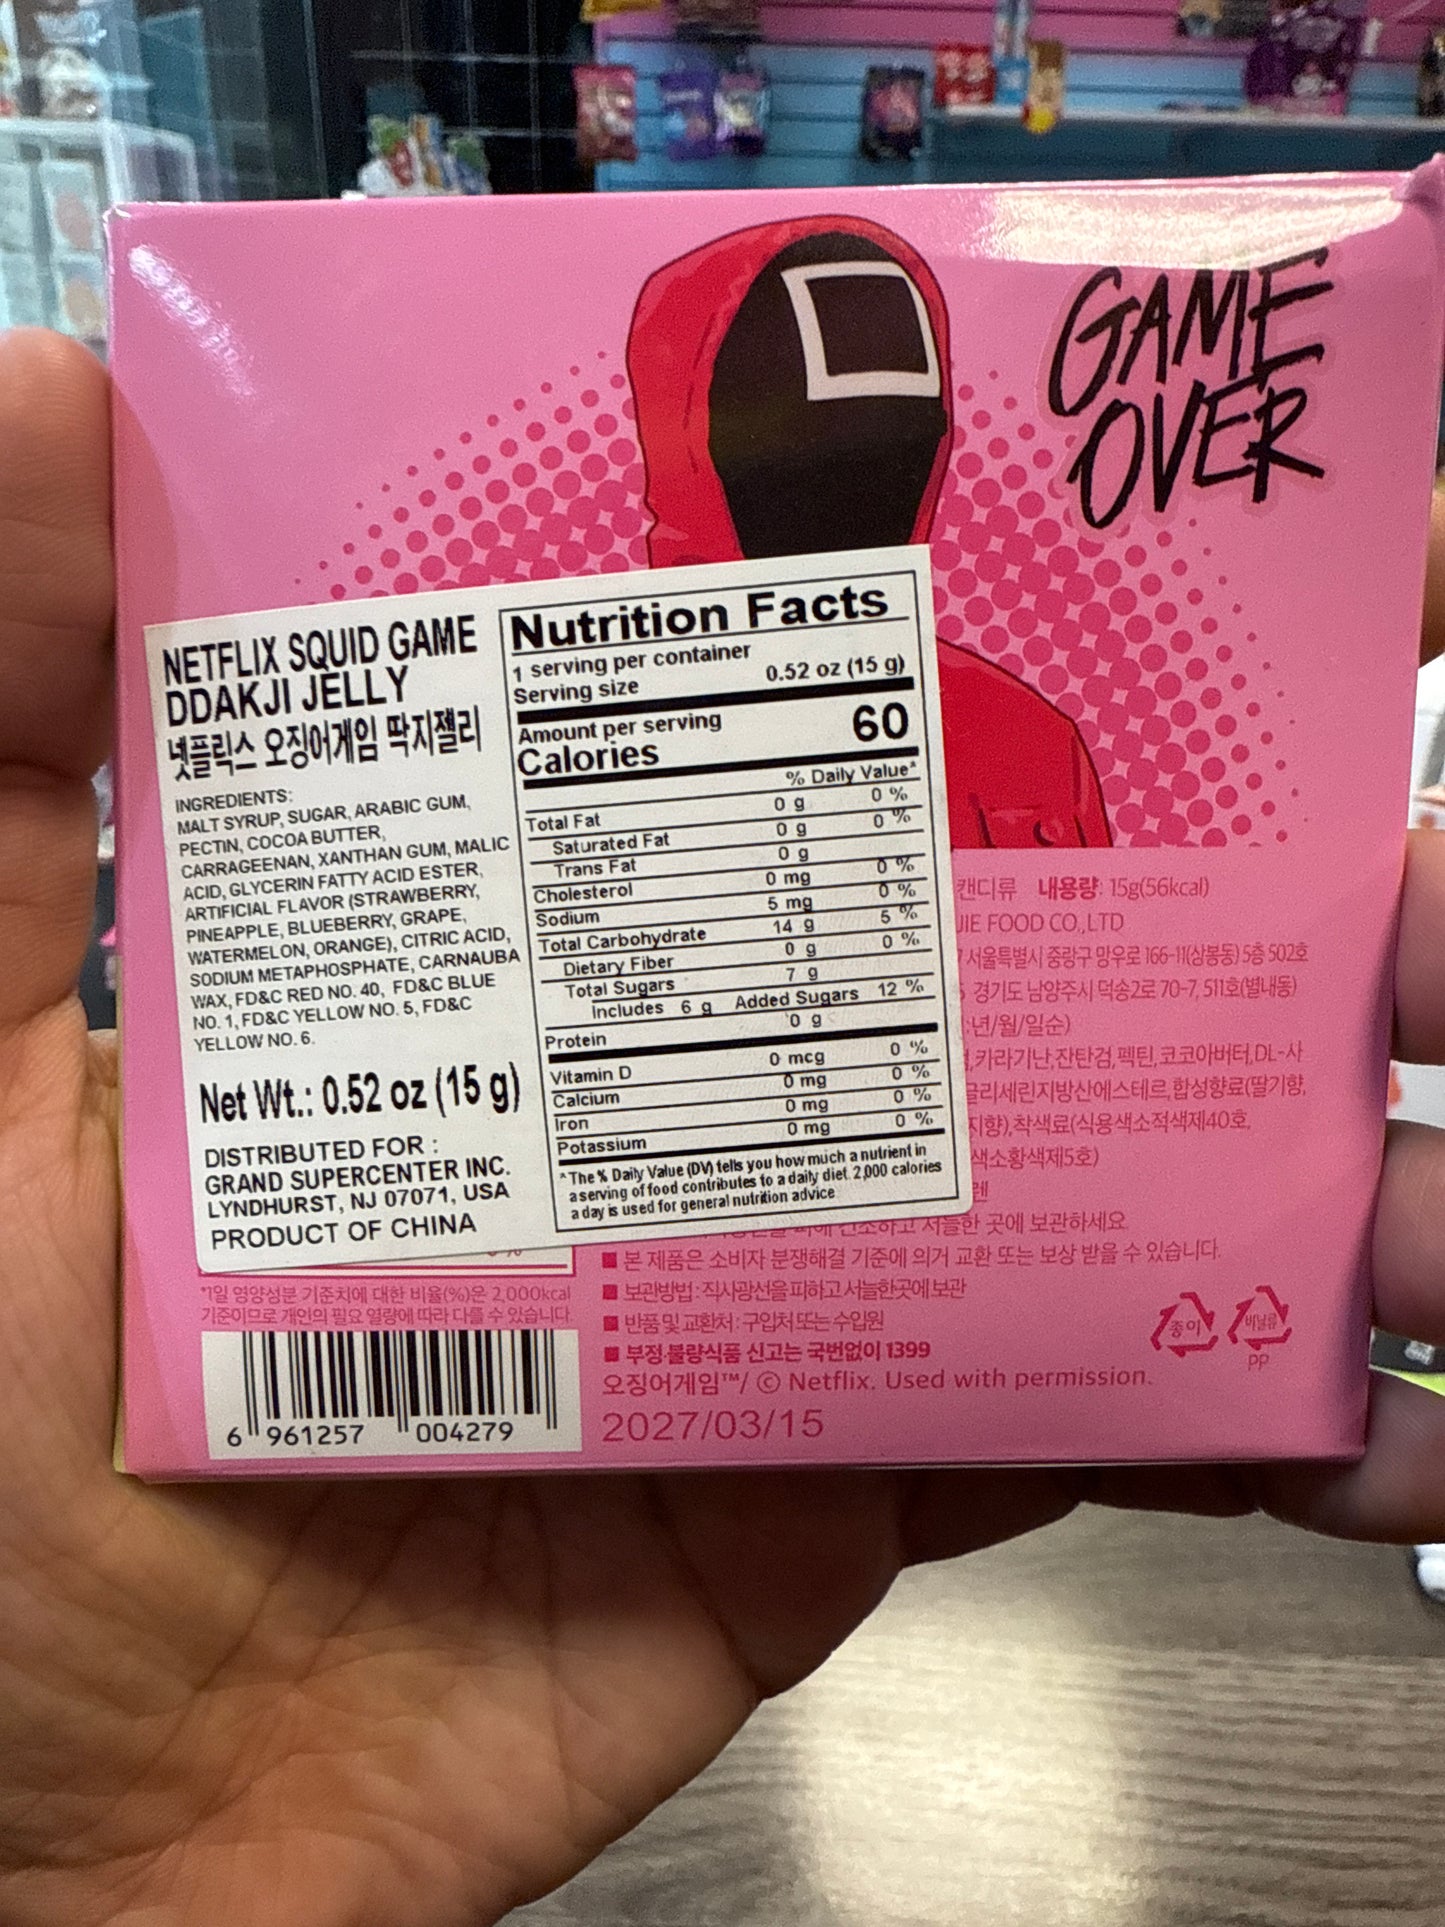 GAME
OVER
NETFLIX SQUID GAME
DDAKJI JELLY
넷플릭스 오징어게임 딱지젤리
INGREDIENTS:
MALT SYRUP, SUGAR, ARABIC GUM,
PECTIN, COCOA BUTTER,
CARRAGEENAN, XANTHAN GUM, MALIC
ACID, GLYCERIN FATTY ACID ESTER,
ARTIFICIAL FLAVOR (STRAWBERRY,
PINEAPPLE, BLUEBERRY, GRAPE,
WATERMELON, ORANGE), CITRIC ACID,
SODIUM METAPHOSPHATE, CARNAUBA
WAX, FD&C RED NO. 40, FD&C BLUE
NO. 1, FD&C YELLOW NO. 5, FD&C
YELLOW NO. 6.
Net Wt.: 0.52 oz (15 g)
DISTRIBUTED FOR :
GRAND SUPERCENTER INC.
LYNDHURST, NJ 07071, USA
PRODUCT OF CHINA
Nutrition Facts
1 serving per container
Serving size 0.52 oz (15 g)
Amount per serving
Calories 60
% Daily Value*
Total Fat 0 g 0 %
Saturated Fat 0 g 0 %
Trans Fat 0 g
Cholesterol 0 mg 0 %
Sodium 5 mg 0 %
Total Carbohydrate 14 g 5 %
Dietary Fiber 0 g 0 %
Total Sugars 7 g
Includes 6 g Added Sugars 12 %
Protein 0 g
Vitamin D 0 mcg 0 %
Calcium 0 mg 0 %
Iron 0 mg 0 %
Potassium 0 mg 0 %
*The % Daily Value (DV) tells you how much a nutrient in
a serving of food contributes to a daily diet. 2,000 calories
a day is used for general nutrition advice
캔디류 내용량: 15g(56kcal)
JIE FOOD CO.,LTD
서울특별시 중랑구 망우로 166-11(상봉동) 5층 502호
경기도 남양주시 덕송2로 70-7, 511호(별내동)
년/월/일순)
카라기난,잔탄검,펙틴,코코아버터,DL-사
글리세린지방산에스테르,합성향료(딸기향,
지향),착색료(식용색소적색제40호,
색소황색제5호)
렌
서늘한 곳에 보관하세요.
■ 본 제품은 소비자 분쟁해결 기준에 의거 교환 또는 보상 받을 수 있습니다.
■ 보관방법 : 직사광선을 피하고 서늘한곳에 보관
■ 반품 및 교환처 : 구입처 또는 수입원
■ 부정·불량식품 신고는 국번없이 1399
오징어게임™/ © Netflix. Used with permission.
2027/03/15
종이
비닐류
PP
*1일 영양성분 기준치에 대한 비율(%)은 2,000kcal
기준이므로 개인의 필요 열량에 따라 다를 수 있습니다.
6 961257 004279